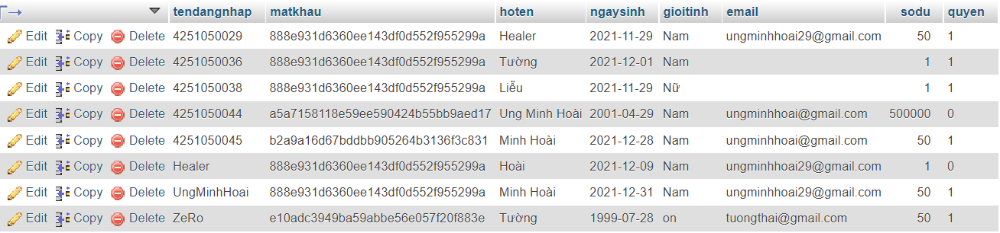 tendangnhap matkhau hoten ngaysinh gioitinh email sodu quyen
Edit Copy Delete 4251050029 888e931d6360ee143df0d552f955299a Healer 2021-11-29 Nam ungminhhoai29@gmail.com 50 1
Edit Copy Delete 4251050036 888e931d6360ee143df0d552f955299a Tường 2021-12-01 Nam 1 1
Edit Copy Delete 4251050038 888e931d6360ee143df0d552f955299a Liễu 2021-11-29 Nữ 1 1
Edit Copy Delete 4251050044 a5a7158118e59ee590424b55bb9aed17 Ung Minh Hoài 2001-04-29 Nam ungminhhoai@gmail.com 500000 0
Edit Copy Delete 4251050045 b2a9a16d67bddbb905264b3136f3c831 Minh Hoài 2021-12-28 Nam ungminhhoai@gmail.com 50 1
Edit Copy Delete Healer 888e931d6360ee143df0d552f955299a Hoài 2021-12-09 Nam ungminhhoai29@gmail.com 1 0
Edit Copy Delete UngMinhHoai 888e931d6360ee143df0d552f955299a Minh Hoài 2021-12-31 Nam ungminhhoai29@gmail.com 50 1
Edit Copy Delete ZeRo e10adc3949ba59abbe56e057f20f883e Tường 1999-07-28 on tuongthai@gmail.com 50 1